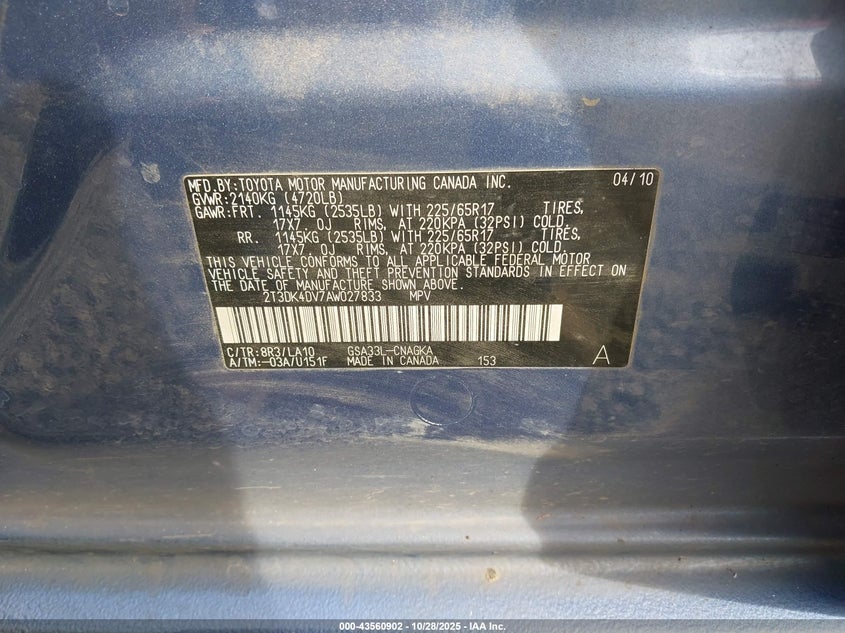 MFD.BY:TOYOTA MOTOR MANUFACTURING CANADA INC. 04/10
GVWR:2140KG (4720LB)
GAWR:FRT. 1145KG (2535LB) WITH 225/65R17 TIRES,
17X7.0J RIMS, AT 220KPA (32PSI) COLD
RR. 1145KG (2535LB) WITH 225/65R17 TIRES,
17X7.0J RIMS, AT 220KPA (32PSI) COLD,
THIS VEHICLE CONFORMS TO ALL APPLICABLE FEDERAL MOTOR
VEHICLE SAFETY AND THEFT PREVENTION STANDARDS IN EFFECT ON
THE DATE OF MANUFACTURE SHOWN ABOVE.
2T3DK4DV7AW027833 MPV
C/TR:8R3/LA10 GSA33L-CNAGKA
A/TM:-03A/U151F MADE IN CANADA 153 A
000-43560902 - 10/28/2025 - IAA Inc.